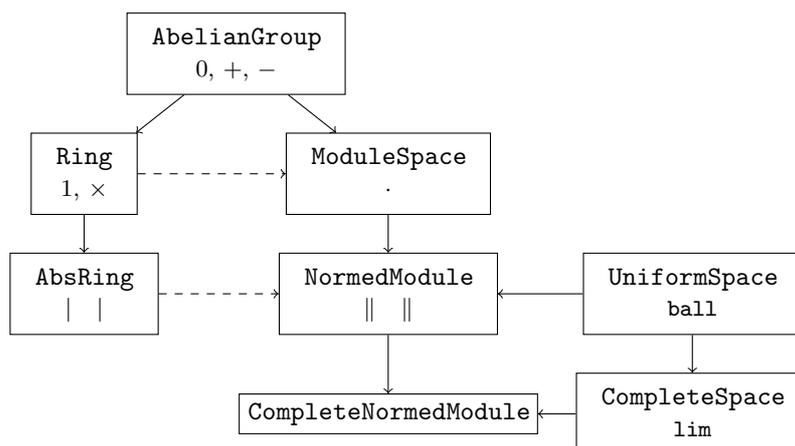 AbelianGroup
0, +, −
Ring
1, ×
ModuleSpace
·
AbsRing
| |
NormedModule
‖ ‖
UniformSpace
ball
CompleteNormedModule
CompleteSpace
lim